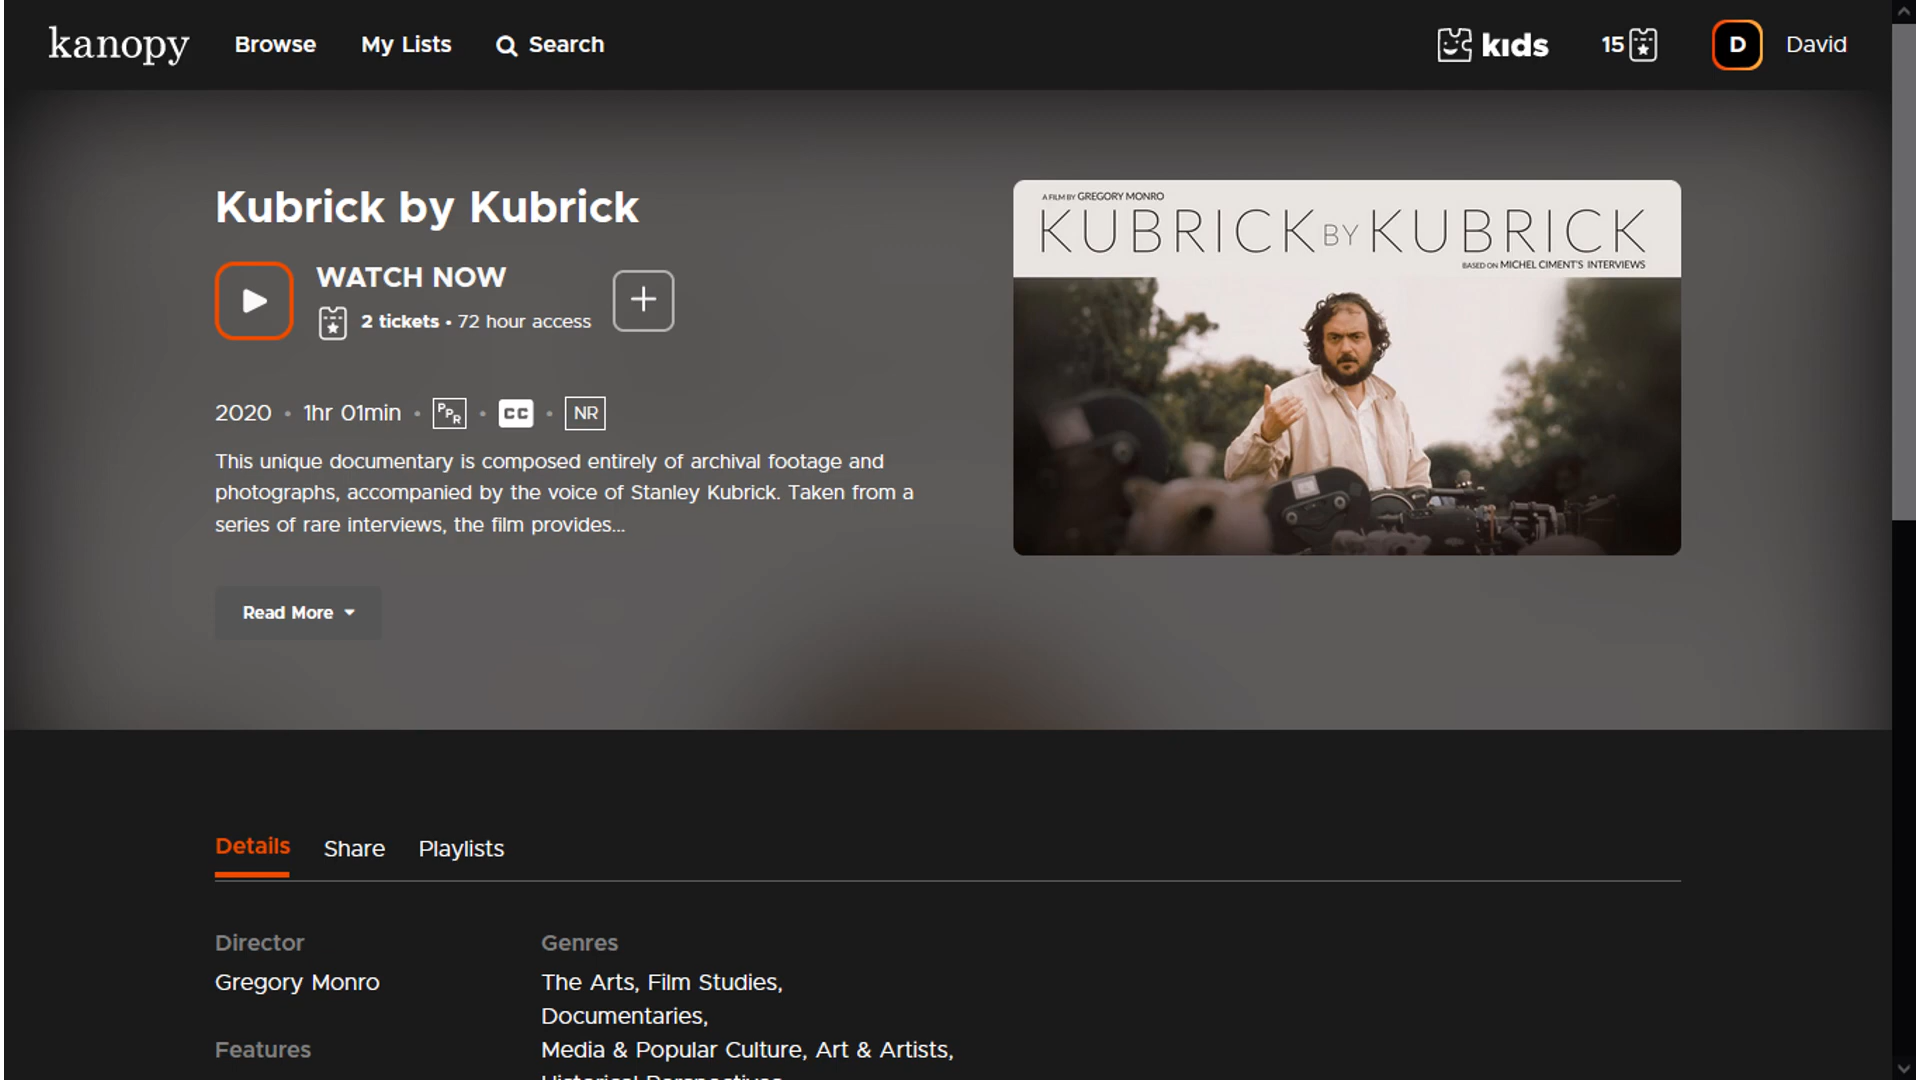 kanopy Browse My Lists Search kids 15 D David
Kubrick by Kubrick
WATCH NOW
2 tickets • 72 hour access
2020 • 1hr 01min • PPR • CC • NR
This unique documentary is composed entirely of archival footage and
photographs, accompanied by the voice of Stanley Kubrick. Taken from a
series of rare interviews, the film provides...
Read More
A FILM BY GREGORY MONRO
KUBRICK BY KUBRICK
BASED ON MICHEL CIMENT'S INTERVIEWS
Details Share Playlists
Director
Gregory Monro
Features
Genres
The Arts, Film Studies,
Documentaries,
Media & Popular Culture, Art & Artists,